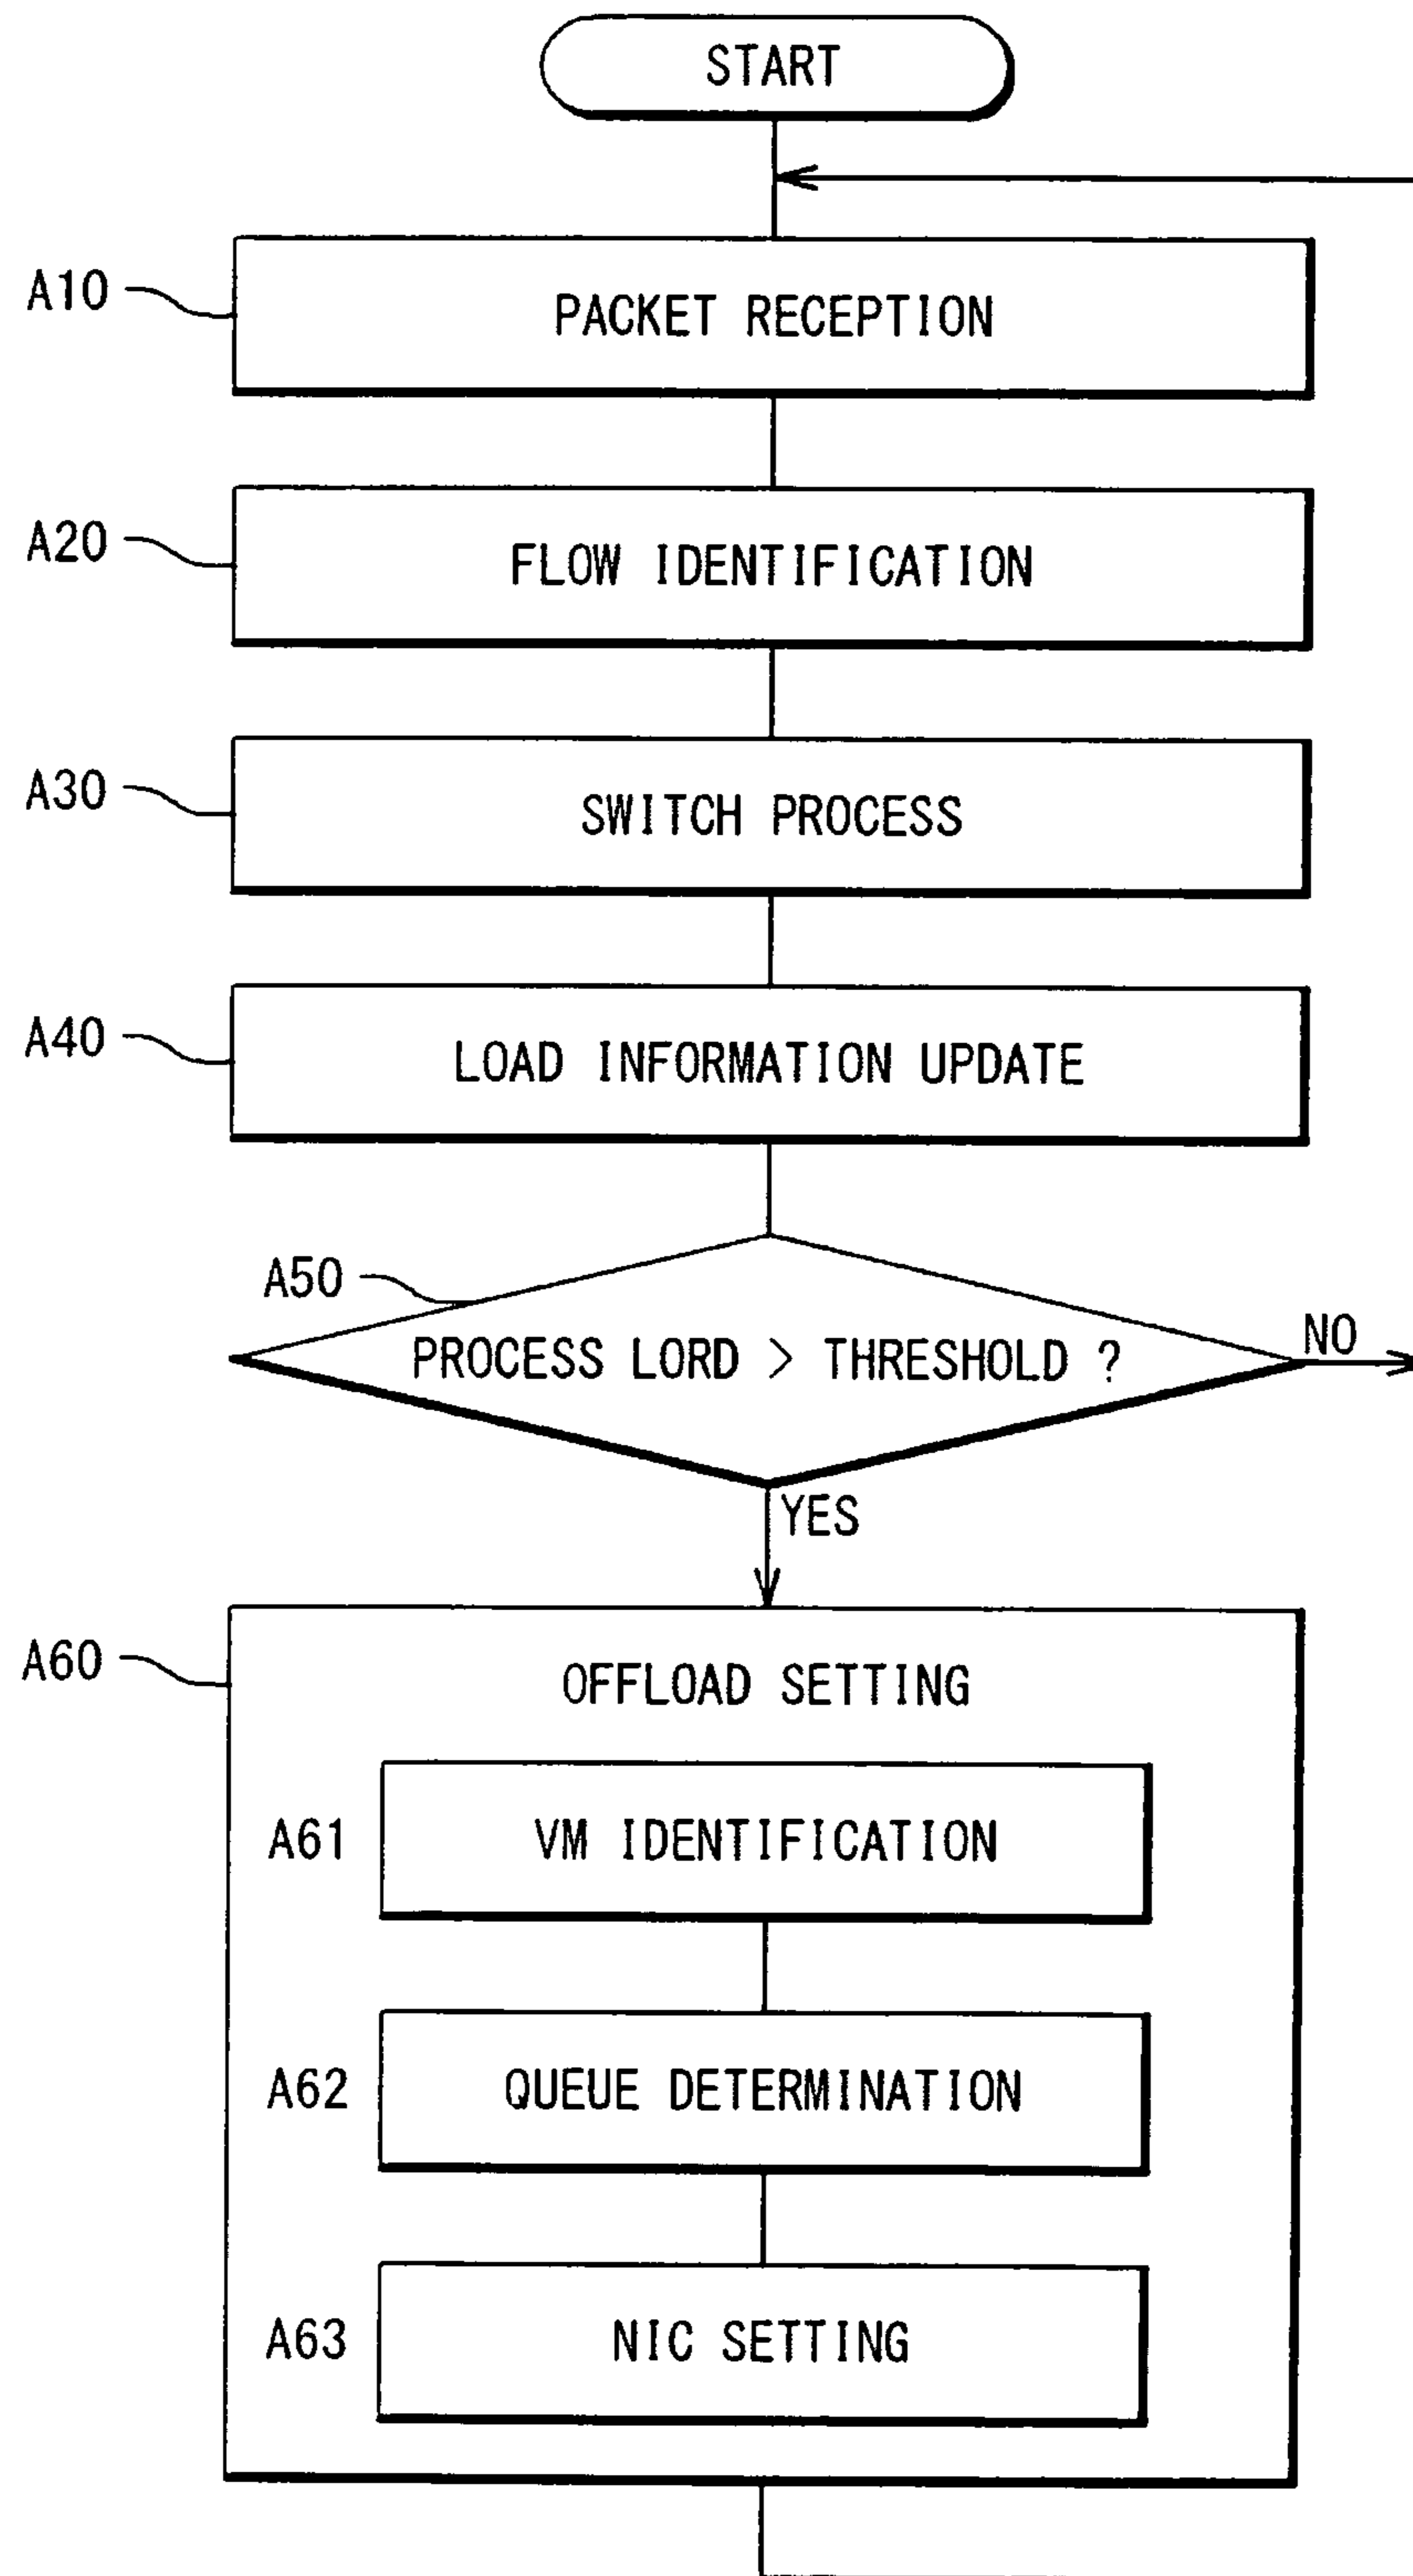 START
A10
PACKET RECEPTION
A20
FLOW IDENTIFICATION
A30
SWITCH PROCESS
A40
LOAD INFORMATION UPDATE
A50
PROCESS LORD > THRESHOLD ?
NO
YES
A60
OFFLOAD SETTING
A61
VM IDENTIFICATION
A62
QUEUE DETERMINATION
A63
NIC SETTING